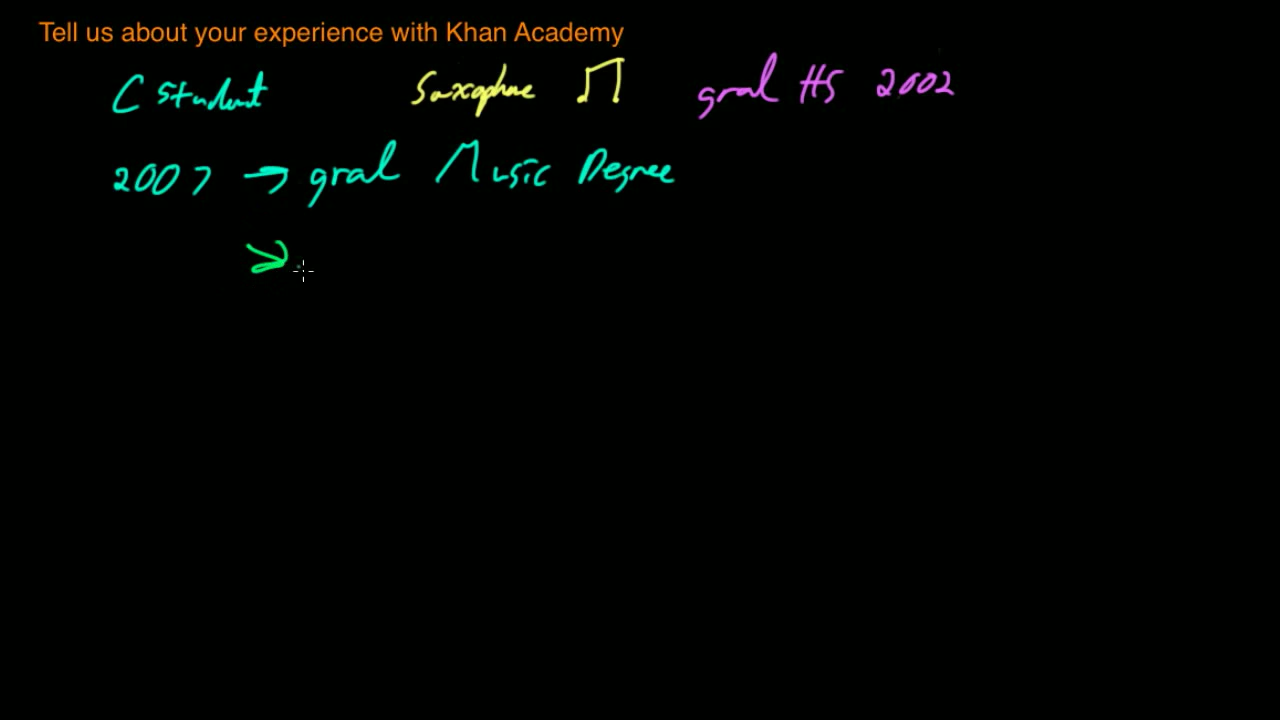 Tell us about your experience with Khan Academy
C student Saxophone grad HS 2002
2007 → grad Music Degree